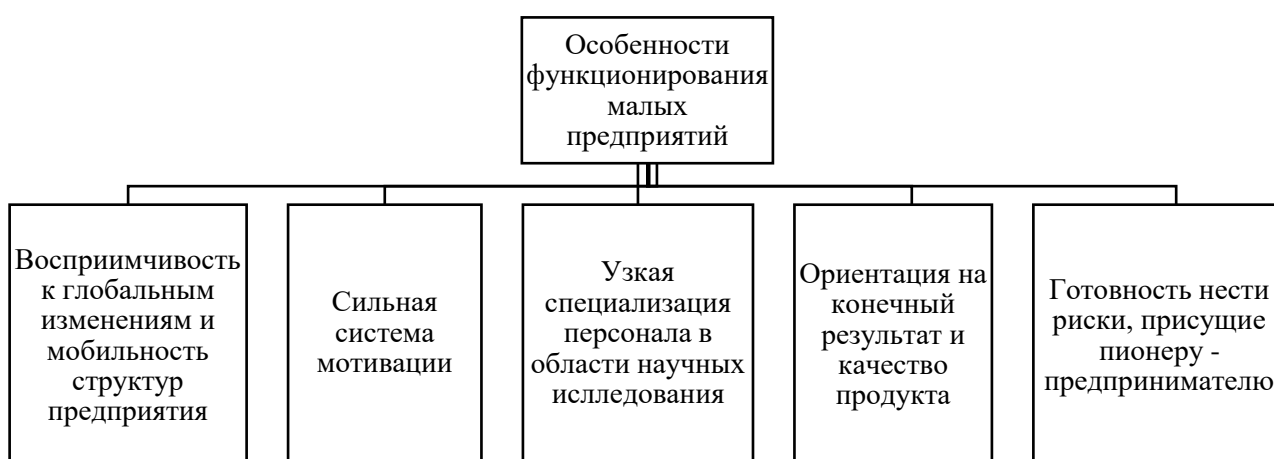 Особенности
функционирования
малых
предприятий
Восприимчивость
к глобальным
изменениям и
мобильность
структур
предприятия
Сильная
система
мотивации
Узкая
специализация
персонала в
области научных
ислледования
Ориентация на
конечный
результат и
качество
продукта
Готовность нести
риски, присущие
пионеру -
предпринимателю